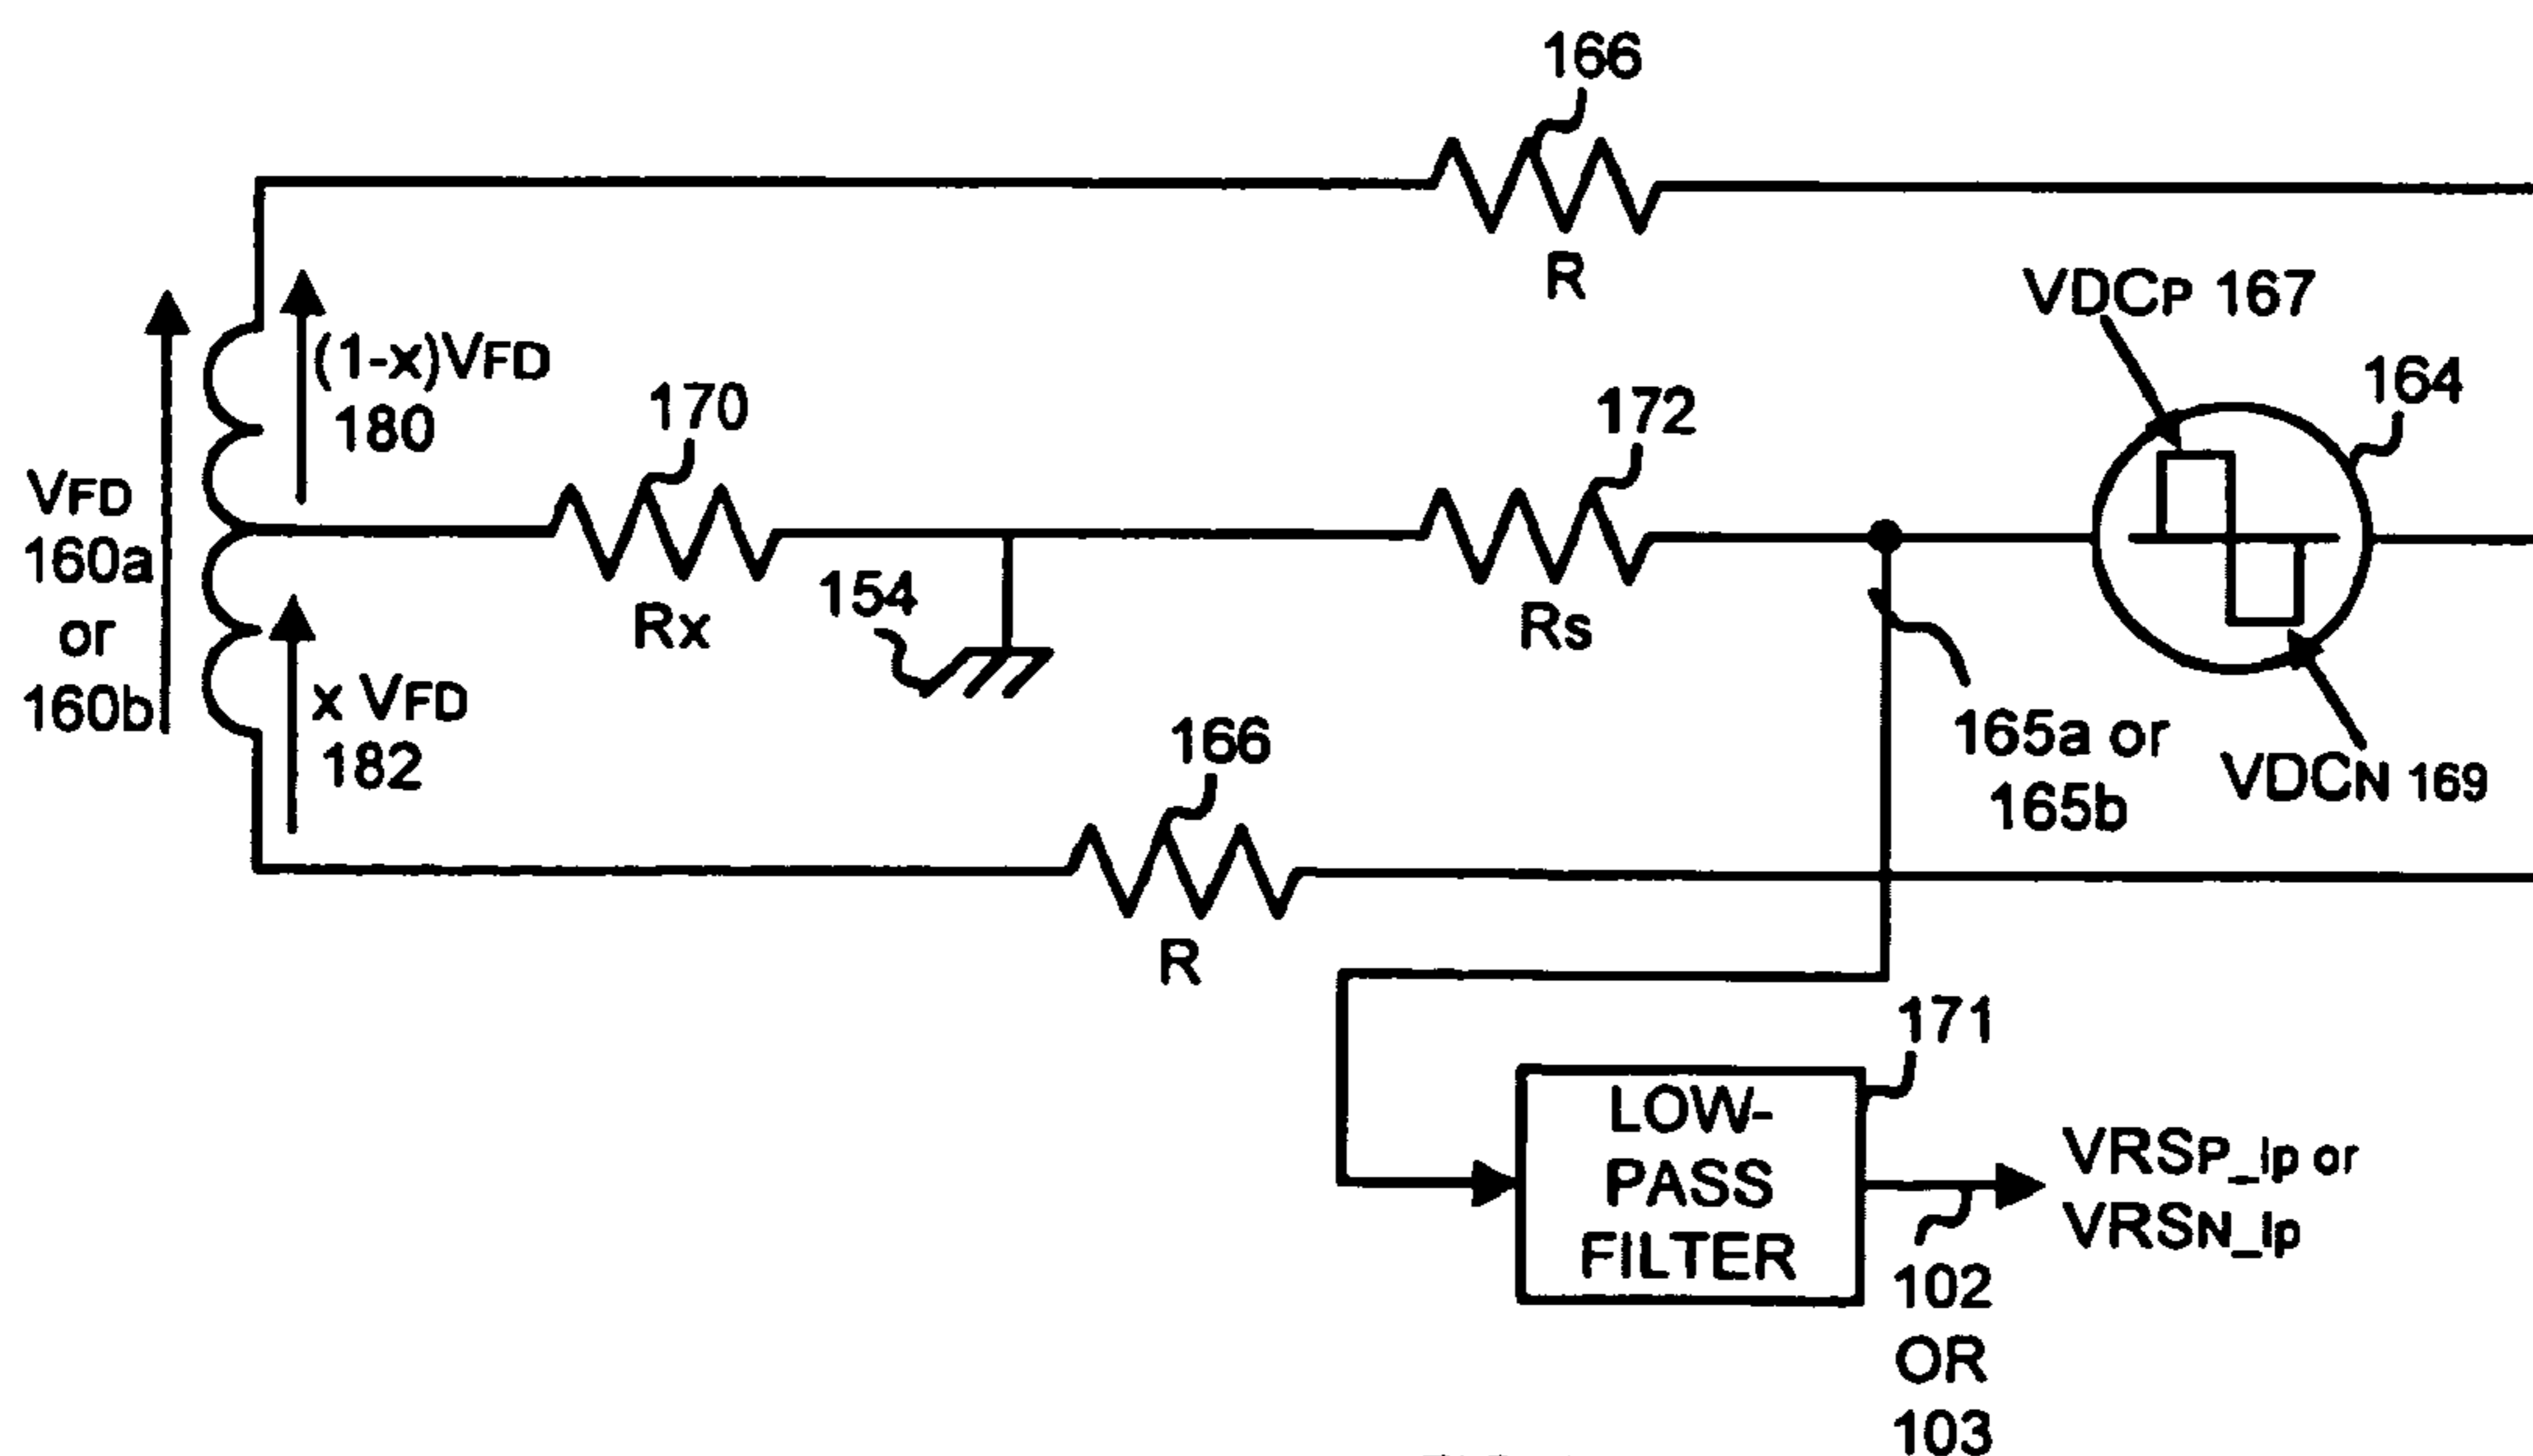 166
R
VDCP 167
164
(1-x)VFD
180
170
172
VFD
160a
or
160b
154
Rx
Rs
x VFD
182
166
165a or
165b
VDCN 169
R
171
LOW-
PASS
FILTER
VRSP_lp or
VRSN_lp
102
OR
103